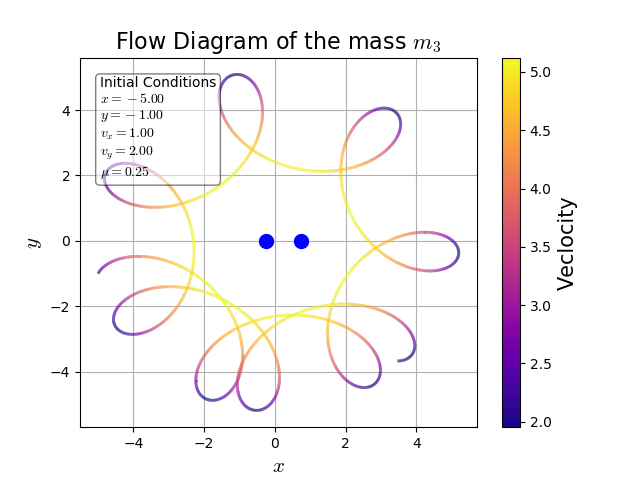 Flow Diagram of the mass m₃
Initial Conditions
x = −5.00
y = −1.00
vₓ = 1.00
v_y = 2.00
μ = 0.25
4
2
0
−2
−4
y
−4
−2
0
2
4
x
5.0
4.5
4.0
3.5
3.0
2.5
2.0
Veclocity